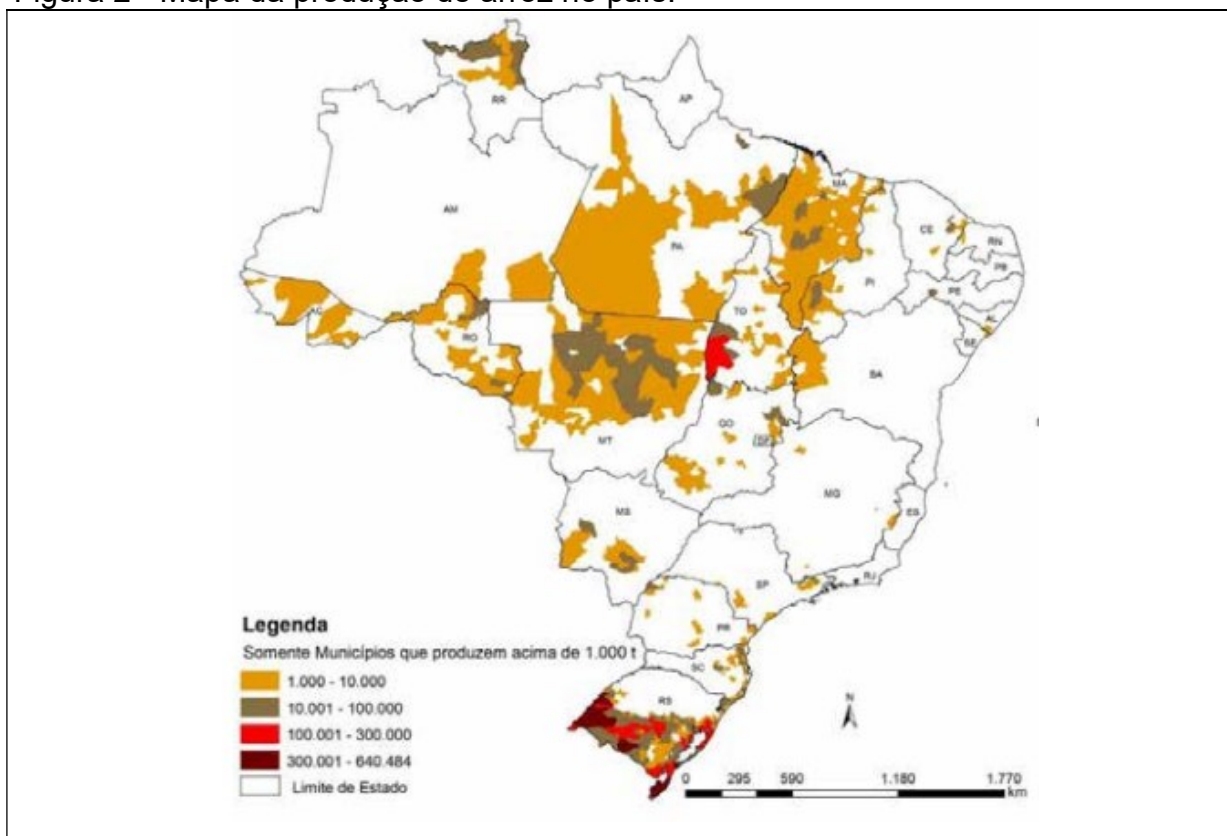 Figura 2 - Mapa da produção de arroz no país.
RR
AP
AM
PA
MA
CE
RN
PB
PE
AL
SE
PI
TO
AC
RO
BA
MT
GO
DF
MG
ES
MS
SP
RJ
PR
SC
RS
N
Legenda
Somente Municípios que produzem acima de 1.000 t
1.000 - 10.000
10.001 - 100.000
100.001 - 300.000
300.001 - 640.484
Limite de Estado
0 295 590 1.180 1.770
km